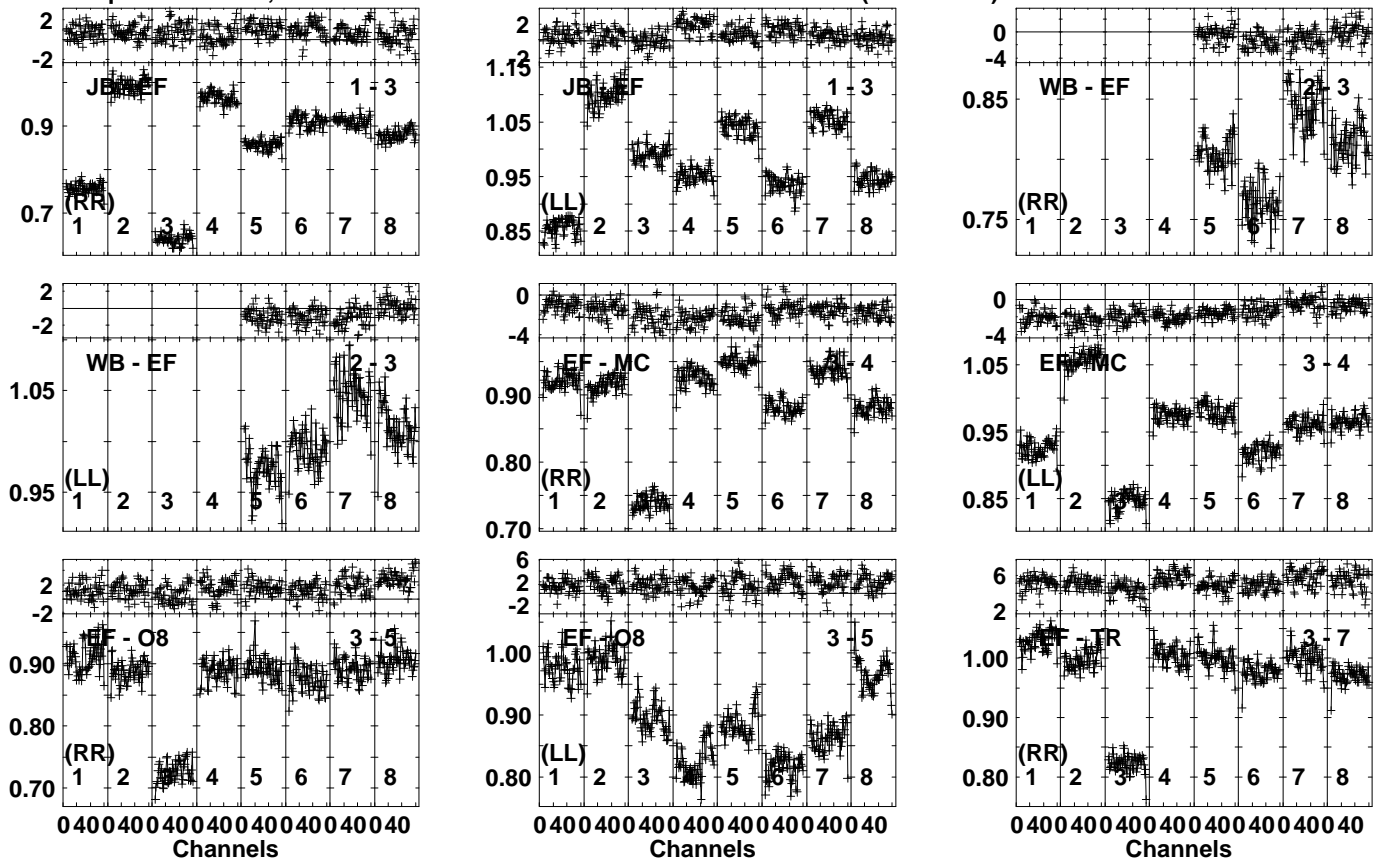 2
-2
JB - EF 1 - 3
0.9
0.7
(RR)
1 2 3 4 5 6 7 8
2
-2
1.15
JB - EF 1 - 3
1.05
0.95
0.85
(LL)
1 2 3 4 5 6 7 8
0
-4
WB - EF 2 - 3
0.85
0.75
(RR)
1 2 3 4 5 6 7 8
2
-2
WB - EF 2 - 3
1.05
0.95
(LL)
1 2 3 4 5 6 7 8
0
-4
EF - MC 3 - 4
0.90
0.80
0.70
(RR)
1 2 3 4 5 6 7 8
0
-4
EF - MC 3 - 4
1.05
0.95
0.85
(LL)
1 2 3 4 5 6 7 8
2
-2
EF - O8 3 - 5
0.90
0.80
0.70
(RR)
1 2 3 4 5 6 7 8
0 40 0 40 0 40 0 40 0 40 0 40 0 40 0 40
Channels
6
2
-2
EF - O8 3 - 5
1.00
0.90
0.80
(LL)
1 2 3 4 5 6 7 8
0 40 0 40 0 40 0 40 0 40 0 40 0 40 0 40
Channels
6
2
EF - TR 3 - 7
1.00
0.90
0.80
(RR)
1 2 3 4 5 6 7 8
0 40 0 40 0 40 0 40 0 40 0 40 0 40 0 40
Channels